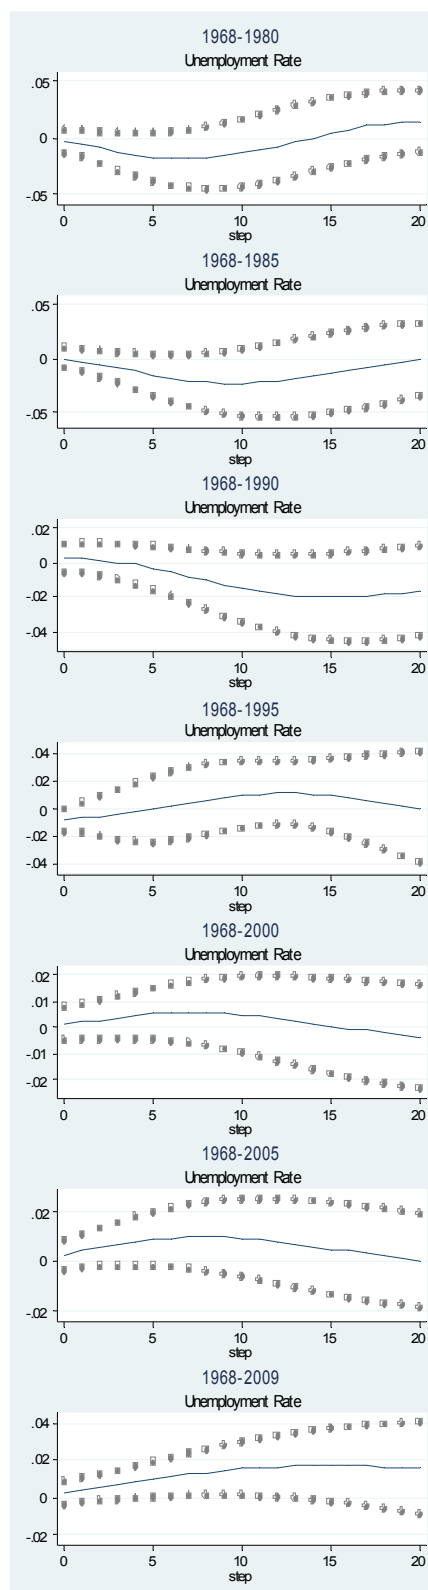 1968-1980
Unemployment Rate
.05
0
-.05
0 5 10 15 20
step
1968-1985
Unemployment Rate
.05
0
-.05
0 5 10 15 20
step
1968-1990
Unemployment Rate
.02
0
-.02
-.04
0 5 10 15 20
step
1968-1995
Unemployment Rate
.04
.02
0
-.02
-.04
0 5 10 15 20
step
1968-2000
Unemployment Rate
.02
.01
0
-.01
-.02
0 5 10 15 20
step
1968-2005
Unemployment Rate
.02
0
-.02
0 5 10 15 20
step
1968-2009
Unemployment Rate
.04
.02
0
-.02
0 5 10 15 20
step